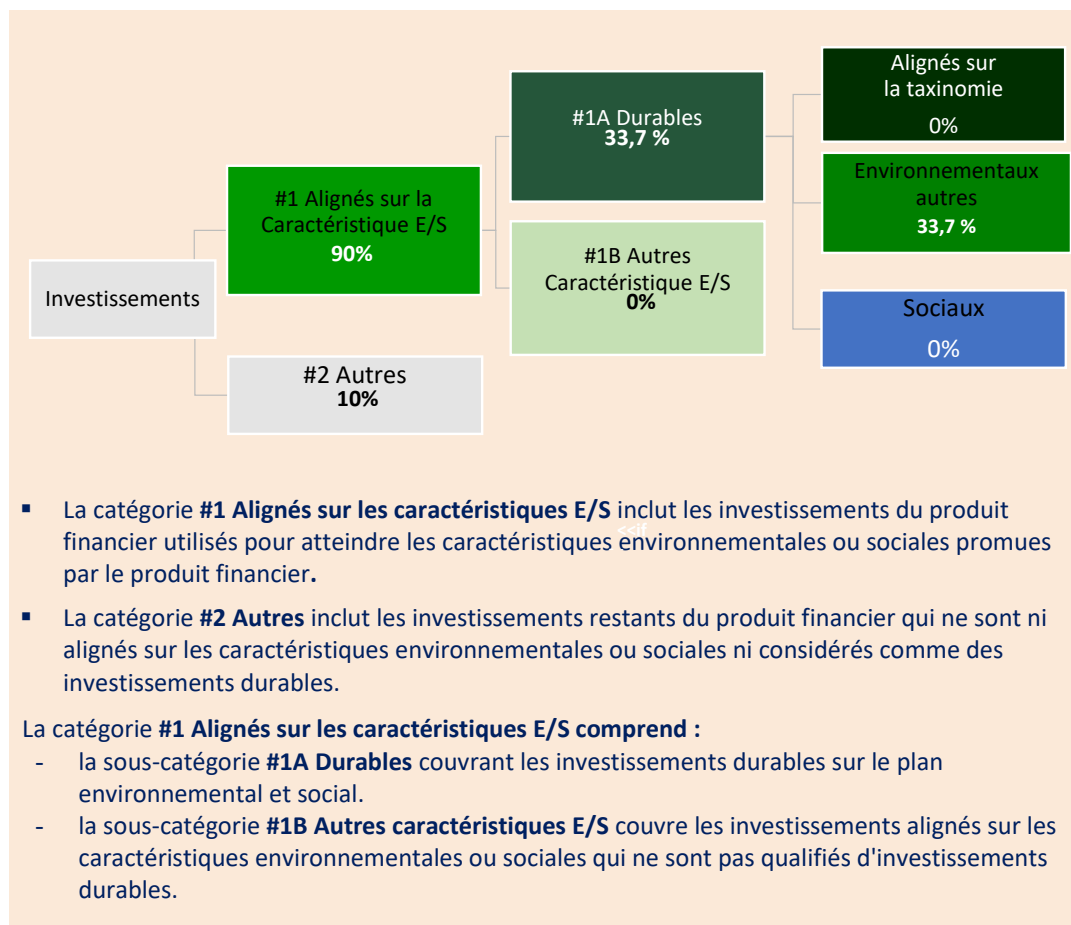 Investissements
#1 Alignés sur la
Caractéristique E/S
90%
#2 Autres
10%
#1A Durables
33,7 %
#1B Autres
Caractéristique E/S
0%
Alignés sur
la taxinomie
0%
Environnementaux
autres
33,7 %
Sociaux
0%
▪ La catégorie #1 Alignés sur les caractéristiques E/S inclut les investissements du produit
<<if
financier utilisés pour atteindre les caractéristiques environnementales ou sociales promues
par le produit financier.
▪ La catégorie #2 Autres inclut les investissements restants du produit financier qui ne sont ni
alignés sur les caractéristiques environnementales ou sociales ni considérés comme des
investissements durables.
La catégorie #1 Alignés sur les caractéristiques E/S comprend :
- la sous-catégorie #1A Durables couvrant les investissements durables sur le plan
environnemental et social.
- la sous-catégorie #1B Autres caractéristiques E/S couvre les investissements alignés sur les
caractéristiques environnementales ou sociales qui ne sont pas qualifiés d'investissements
durables.